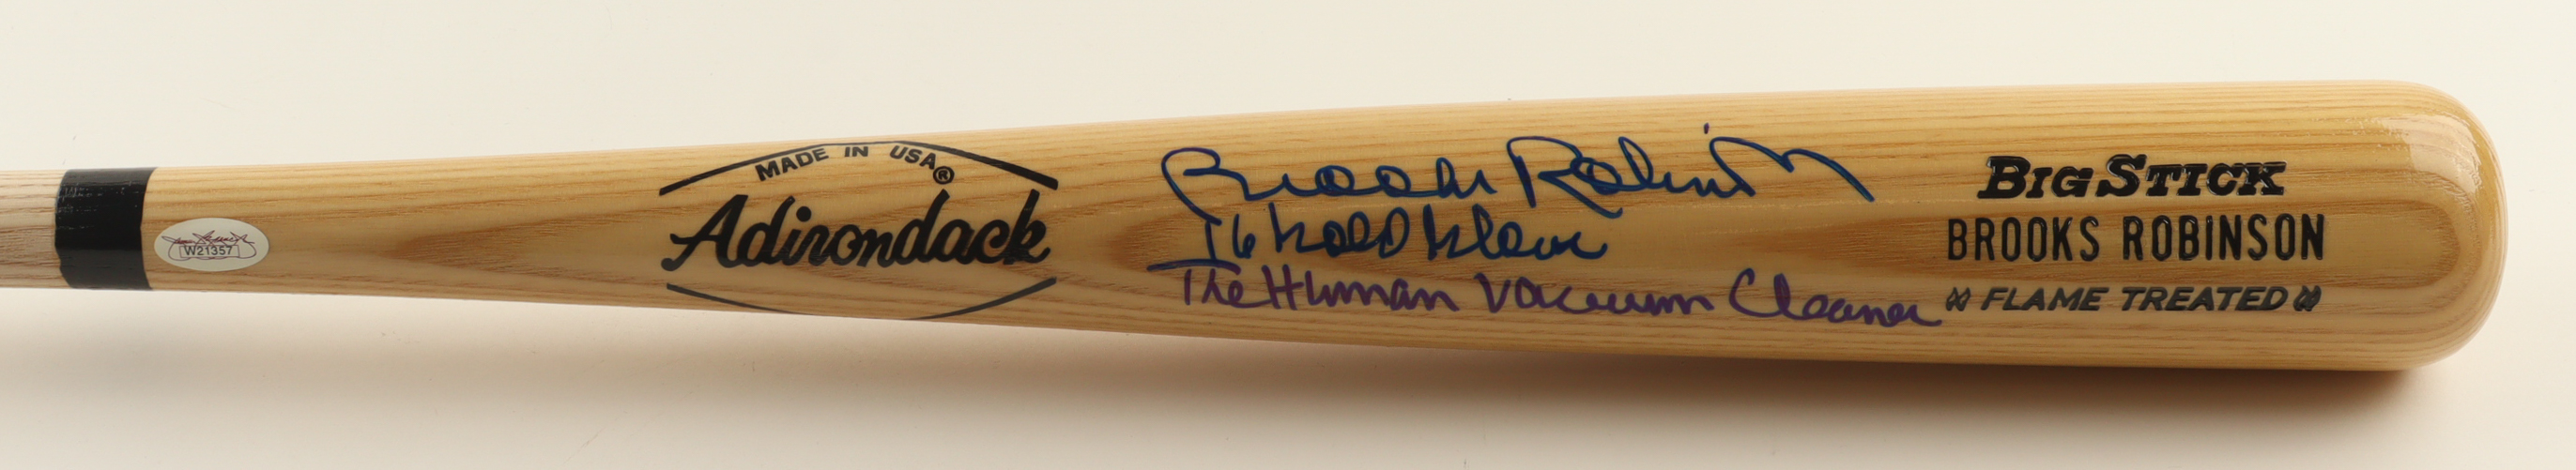 W21357
MADE IN USA
Adirondack®
Brooks Robinson
16 Gold Glove
The Human Vacuum Cleaner
BIG STICK
BROOKS ROBINSON
FLAME TREATED